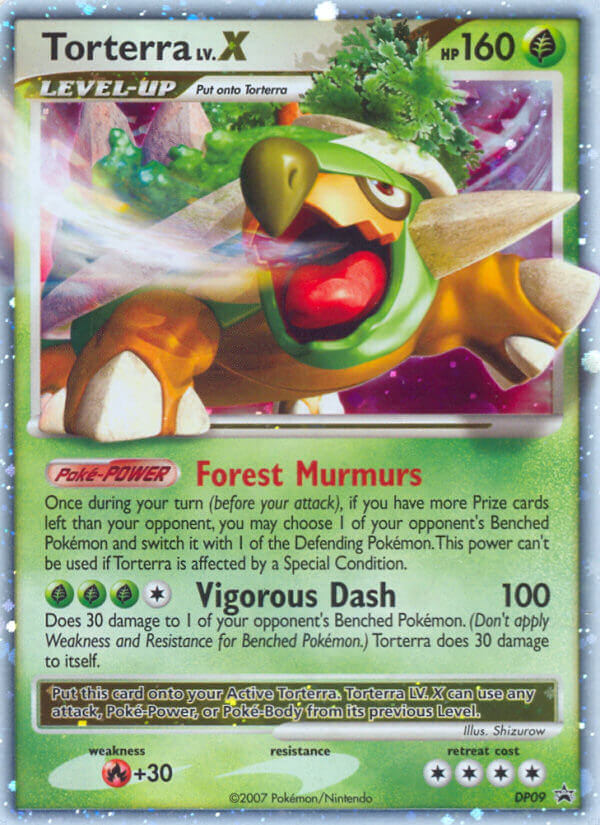 Torterra LV.X HP 160
LEVEL-UP Put onto Torterra
Poké-POWER Forest Murmurs
Once during your turn (before your attack), if you have more Prize cards
left than your opponent, you may choose 1 of your opponent's Benched
Pokémon and switch it with 1 of the Defending Pokémon. This power can't
be used if Torterra is affected by a Special Condition.
Vigorous Dash 100
Does 30 damage to 1 of your opponent's Benched Pokémon. (Don't apply
Weakness and Resistance for Benched Pokémon.) Torterra does 30 damage
to itself.
Put this card onto your Active Torterra. Torterra LV.X can use any
attack, Poké-Power, or Poké-Body from its previous Level.
Illus. Shizurow
weakness resistance retreat cost
+30
©2007 Pokémon/Nintendo DP09